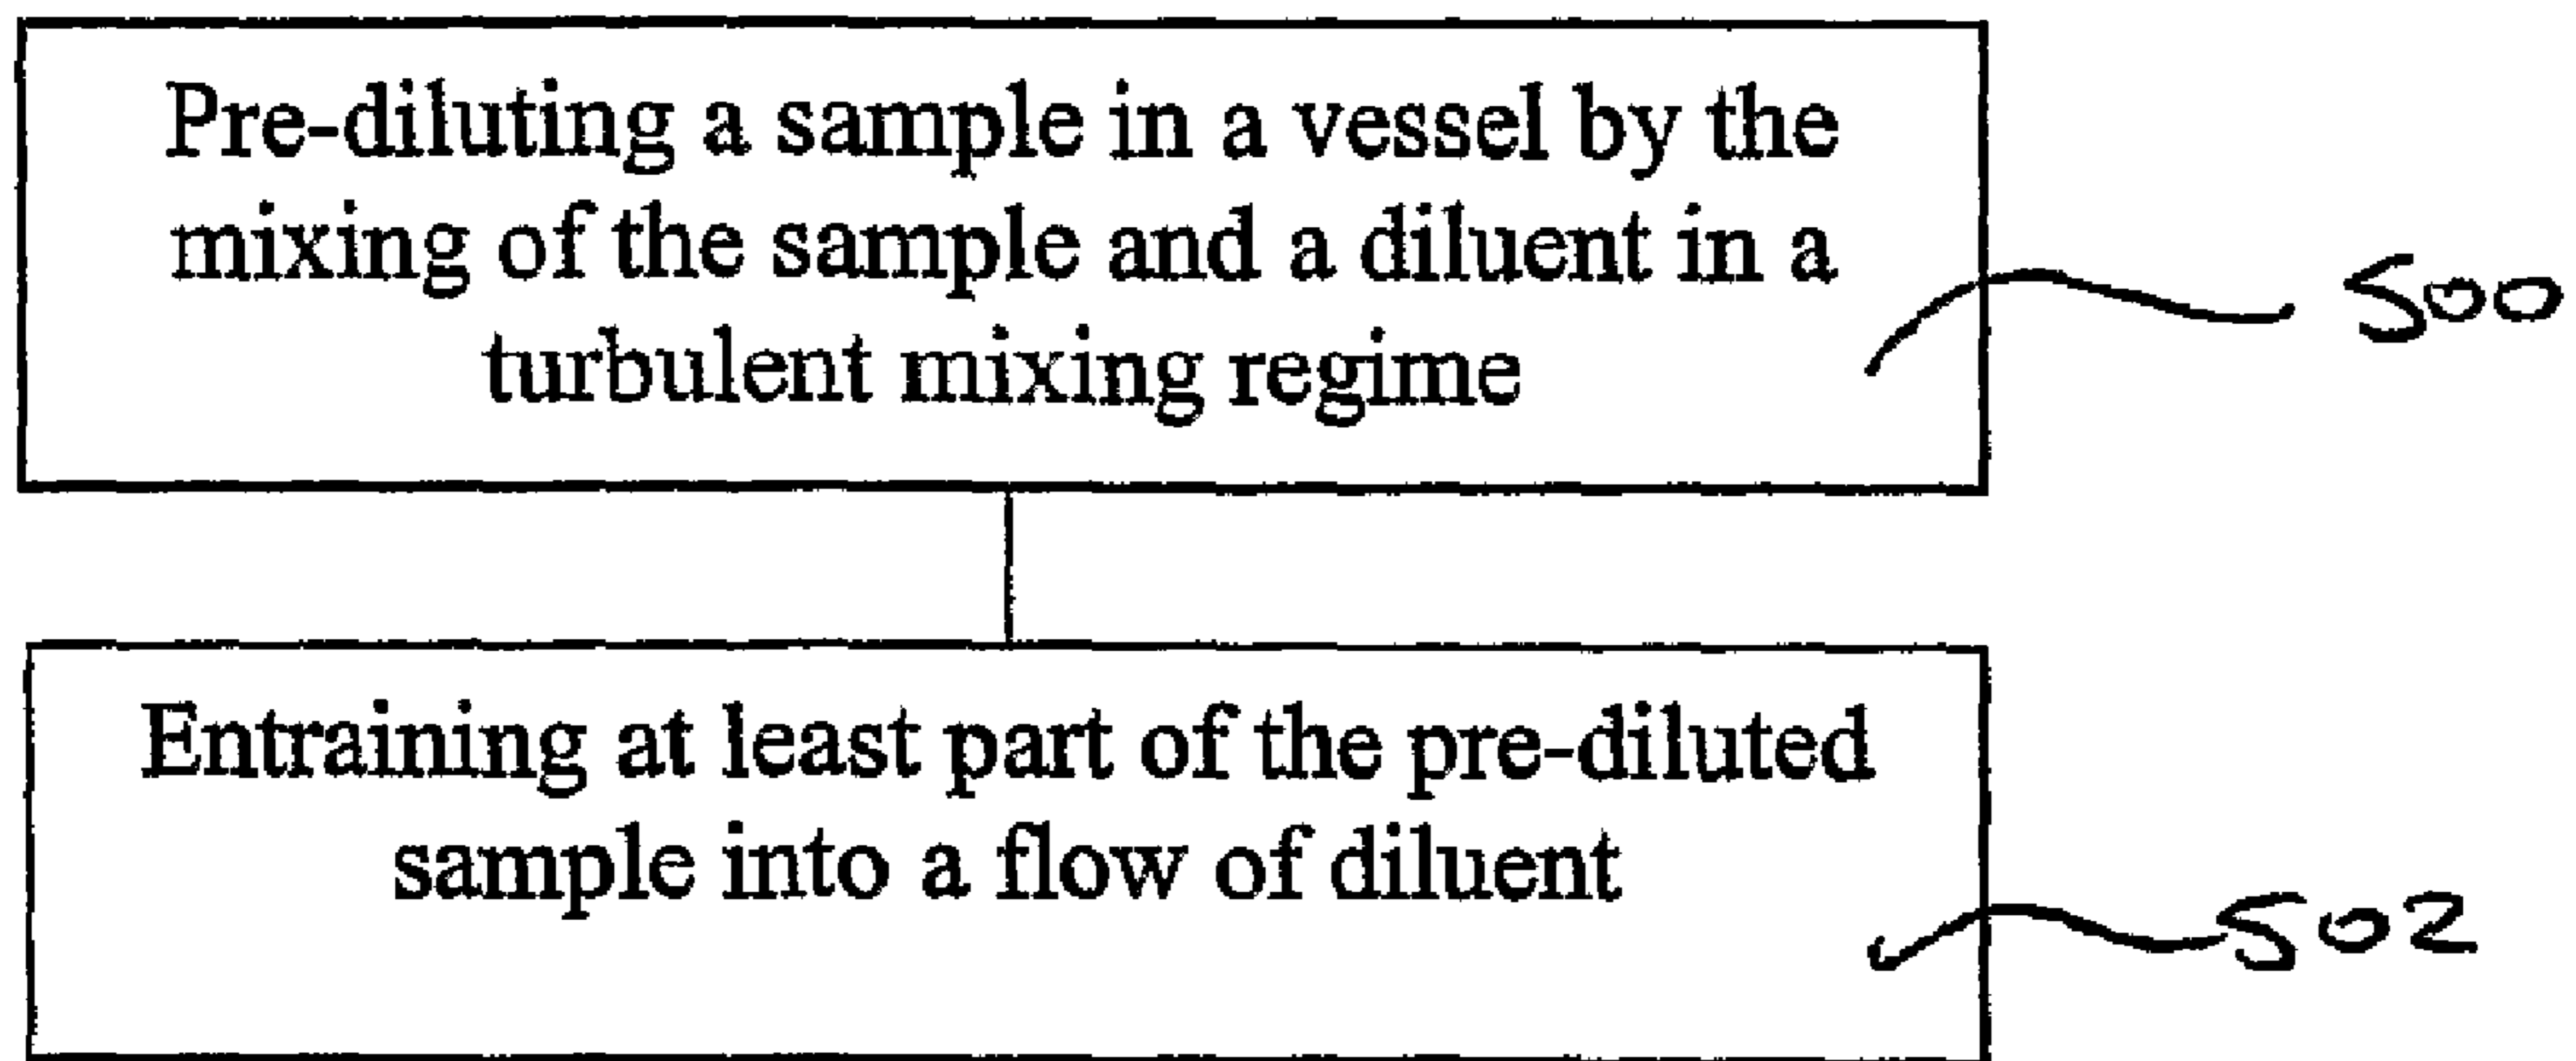 Pre-diluting a sample in a vessel by the
mixing of the sample and a diluent in a
turbulent mixing regime
500
Entraining at least part of the pre-diluted
sample into a flow of diluent
502